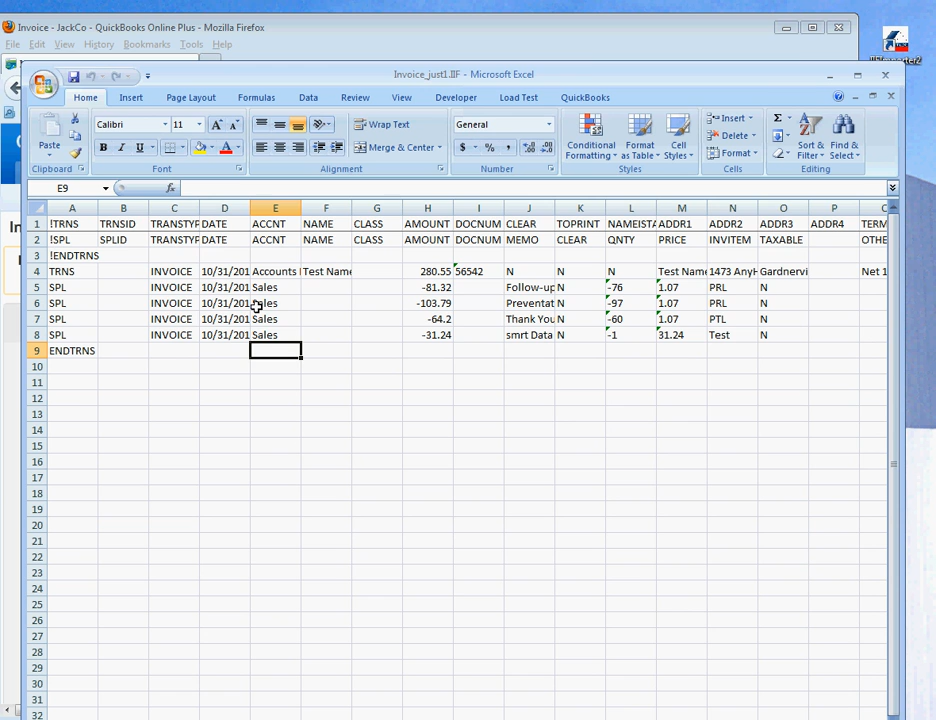 Invoice - JackCo - QuickBooks Online Plus - Mozilla Firefox
File Edit View History Bookmarks Tools Help
Invoice_just1.IIF - Microsoft Excel
Home Insert Page Layout Formulas Data Review View Developer Load Test QuickBooks
Paste
Clipboard
Calibri 11
B I U
Font
Wrap Text
Merge & Center
Alignment
General
$ % ,
Number
Conditional Formatting
Format as Table
Cell Styles
Styles
Insert
Delete
Format
Cells
Sort & Filter
Find & Select
Editing
E9 fx
A B C D E F G H I J K L M N O P
1 !TRNS TRNSID TRANSTYP DATE ACCNT NAME CLASS AMOUNT DOCNUM CLEAR TOPRINT NAMEISTA ADDR1 ADDR2 ADDR3 ADDR4 TERM
2 !SPL SPLID TRANSTYP DATE ACCNT NAME CLASS AMOUNT DOCNUM MEMO CLEAR QNTY PRICE INVITEM TAXABLE OTHE
3 !ENDTRNS
4 TRNS INVOICE 10/31/201 Accounts Test Name 280.55 56542 N N N Test Name 1473 AnyH Gardnervi Net 1
5 SPL INVOICE 10/31/201 Sales -81.32 Follow-up N -76 1.07 PRL N
6 SPL INVOICE 10/31/201 Sales -103.79 Preventat N -97 1.07 PRL N
7 SPL INVOICE 10/31/201 Sales -64.2 Thank You N -60 1.07 PTL N
8 SPL INVOICE 10/31/201 Sales -31.24 smrt Data N -1 31.24 Test N
9 ENDTRNS
10
11
12
13
14
15
16
17
18
19
20
21
22
23
24
25
26
27
28
29
30
31
32